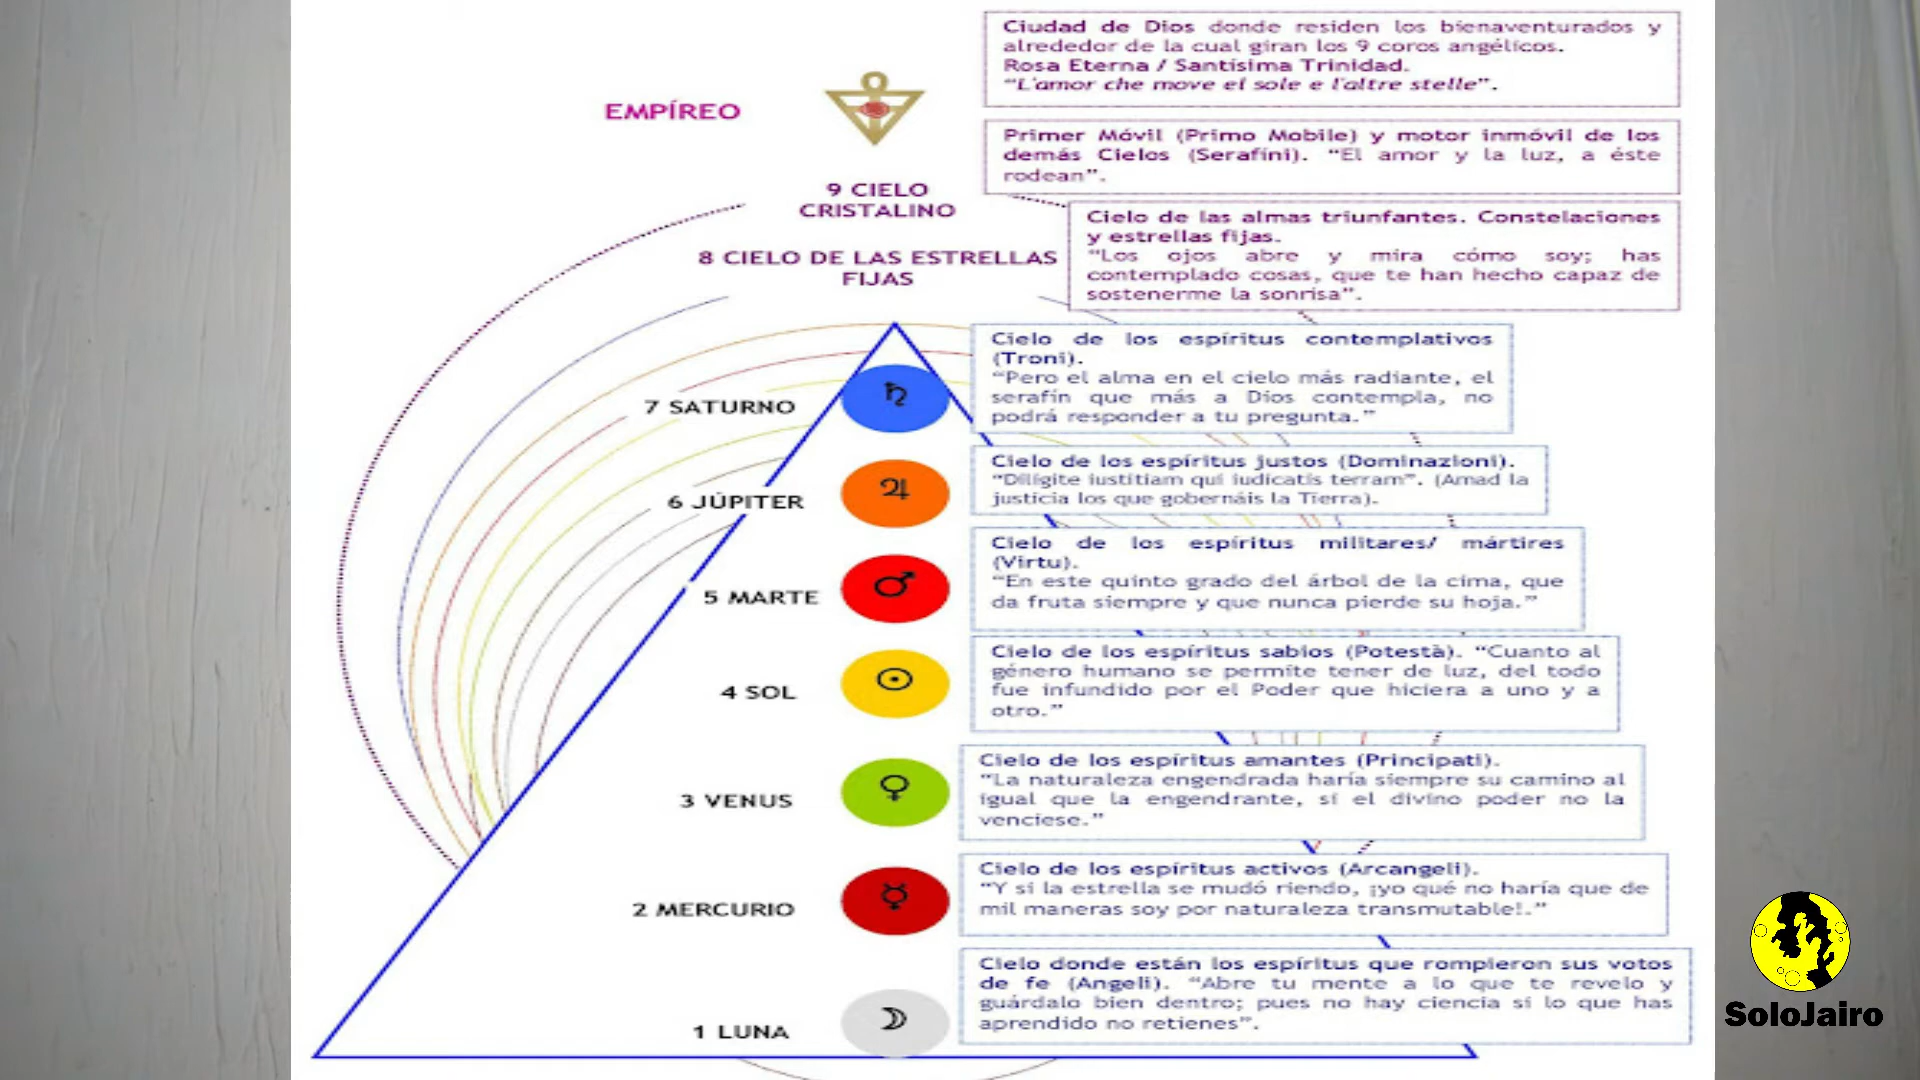 Ciudad de Dios donde residen los bienaventurados y
alrededor de la cual giran los 9 coros angélicos.
Rosa Eterna / Santísima Trinidad.
“L'amor che move el sole e l'altre stelle”.
EMPÍREO
Primer Móvil (Primo Mobile) y motor inmóvil de los
demás Cielos (Serafini). “El amor y la luz, a éste
rodean”.
9 CIELO
CRISTALINO
Cielo de las almas triunfantes. Constelaciones
y estrellas fijas.
“Los ojos abre y mira cómo soy; has
contemplado cosas, que te han hecho capaz de
sostenerme la sonrisa”.
8 CIELO DE LAS ESTRELLAS
FIJAS
Cielo de los espíritus contemplativos
(Troni).
“Pero el alma en el cielo más radiante, el
serafín que más a Dios contempla, no
podrá responder a tu pregunta.”
7 SATURNO
Cielo de los espíritus justos (Dominazioni).
“Diligite iustitiam qui iudicatis terram”. (Amad la
justicia los que gobernáis la Tierra).
6 JÚPITER
Cielo de los espíritus militares/ mártires
(Virtu).
“En este quinto grado del árbol de la cima, que
da fruta siempre y que nunca pierde su hoja.”
5 MARTE
Cielo de los espíritus sabios (Potestà). “Cuanto al
género humano se permite tener de luz, del todo
fue infundido por el Poder que hiciera a uno y a
otro.”
4 SOL
Cielo de los espíritus amantes (Principati).
“La naturaleza engendrada haría siempre su camino al
igual que la engendrante, si el divino poder no la
venciese.”
3 VENUS
Cielo de los espíritus activos (Arcangeli).
“Y si la estrella se mudó riendo, ¡yo qué no haría que de
mil maneras soy por naturaleza transmutable!.”
2 MERCURIO
Cielo donde están los espíritus que rompieron sus votos
de fe (Angeli). “Abre tu mente a lo que te revelo y
guárdalo bien dentro; pues no hay ciencia si lo que has
aprendido no retienes”.
1 LUNA
SoloJairo